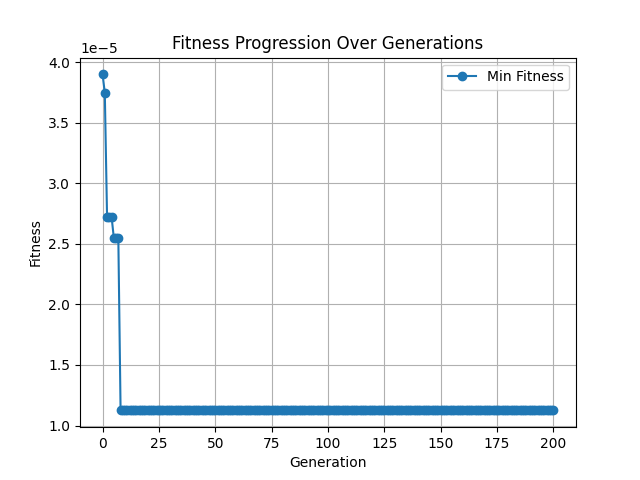 Fitness Progression Over Generations
1e−5
Min Fitness
4.0
3.5
3.0
2.5
2.0
1.5
1.0
Fitness
0 25 50 75 100 125 150 175 200
Generation